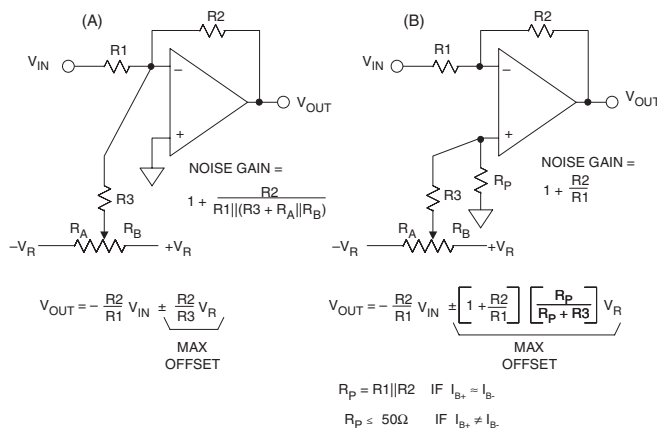 (A)
R2
R1
V_IN
−
+
V_OUT
NOISE GAIN =
1 + R2 / R1||(R3 + R_A||R_B)
R3
R_A R_B
−V_R +V_R
V_OUT = − R2/R1 V_IN ± R2/R3 V_R
MAX
OFFSET
(B)
R2
R1
V_IN
−
+
V_OUT
NOISE GAIN =
1 + R2/R1
R_P
R3
R_A R_B
−V_R +V_R
V_OUT = − R2/R1 V_IN ± [1 + R2/R1] [R_P / R_P + R3] V_R
MAX
OFFSET
R_P = R1||R2 IF I_B+ ≈ I_B-
R_P ≤ 50Ω IF I_B+ ≠ I_B-